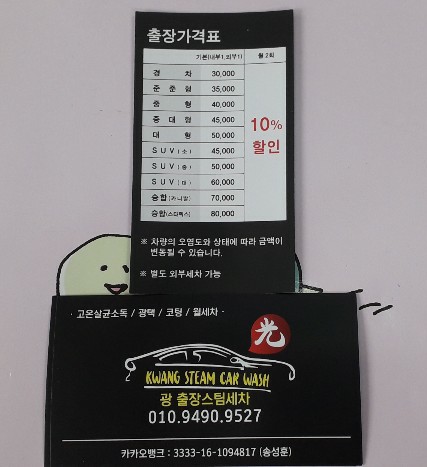 출장가격표
기본(내부1,외부1) 월 2회
경 차 30,000
준 준 형 35,000
중 형 40,000
중 대 형 45,000
대 형 50,000
S U V (소) 45,000
S U V (중) 50,000
S U V (대) 60,000
승합(카니발) 70,000
승합(스타렉스) 80,000
10%
할인
※ 차량의 오염도와 상태에 따라 금액이
변동될 수 있습니다.
※ 별도 외부세차 가능
· 고온살균소독 / 광택 / 코팅 / 월세차 ·
光
KWANG STEAM CAR WASH
광 출장스팀세차
010.9490.9527
카카오뱅크 : 3333-16-1094817 (송성훈)